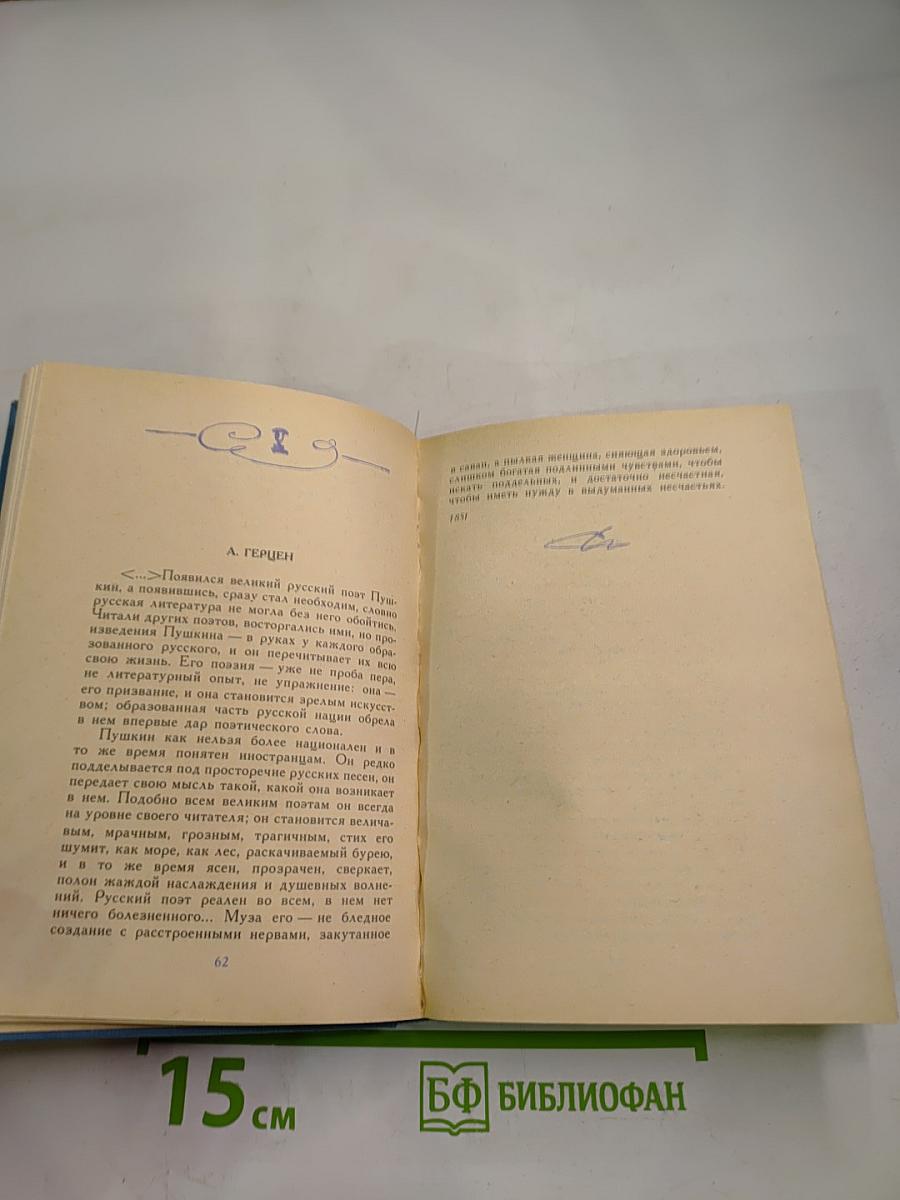 А. ГЕРЦЕН
<...>Появился великий русский поэт Пуш-
кин, а появившись, сразу стал необходим, словно
русская литература не могла без него обойтись.
Читали других поэтов, восторгались ими, но про-
изведения Пушкина — в руках у каждого обра-
зованного русского, и он перечитывает их всю
свою жизнь. Его поэзия — уже не проба пера,
не литературный опыт, не упражнение: она —
его призвание, и она становится зрелым искусст-
вом; образованная часть русской нации обрела
в нем впервые дар поэтического слова.
Пушкин как нельзя более национален и в
то же время понятен иностранцам. Он редко
подделывается под просторечие русских песен, он
передает свою мысль такой, какой она возникает
в нем. Подобно всем великим поэтам он всегда
на уровне своего читателя; он становится велича-
вым, мрачным, грозным, трагичным, стих его
шумит, как море, как лес, раскачиваемый бурею,
и в то же время ясен, прозрачен, сверкает,
полон жаждой наслаждения и душевных волне-
ний. Русский поэт реален во всем, в нем нет
ничего болезненного... Муза его — не бледное
создание с расстроенными нервами, закутанное
62
в саван, а пылкая женщина, сияющая здоровьем,
слишком богатая подлинными чувствами, чтобы
искать поддельных, и достаточно несчастная,
чтобы иметь нужду в выдуманных несчастьях.
1851
15 см
БФ БИБЛИОФАН